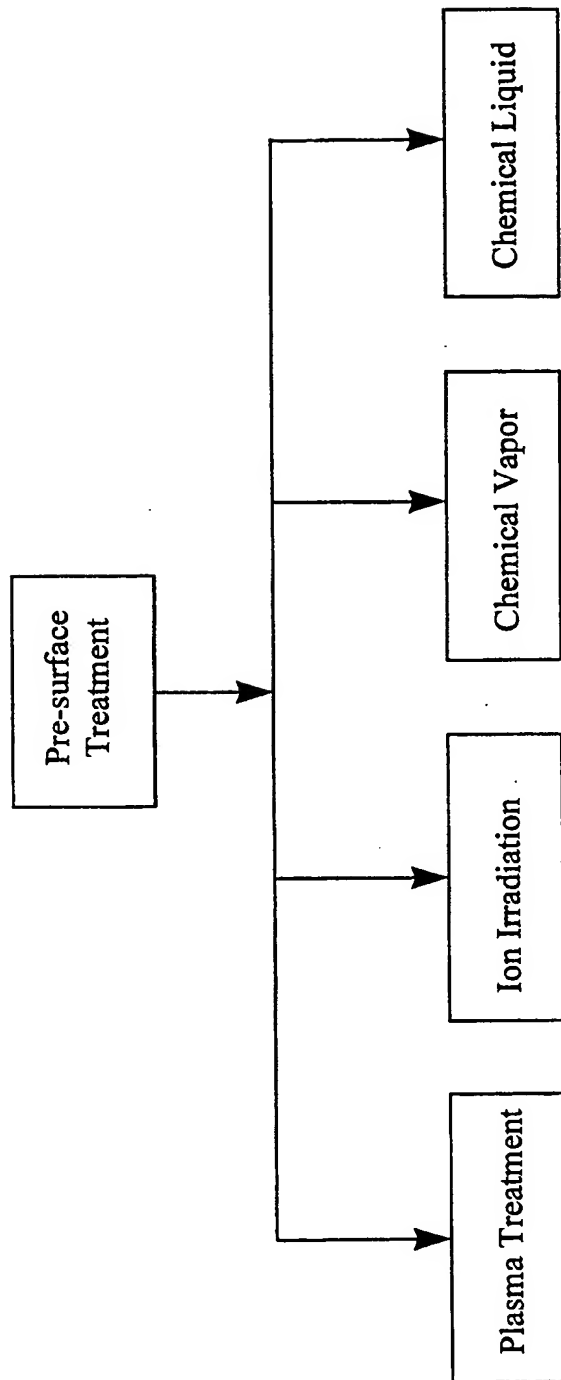 Pre-surface
Treatment
Plasma Treatment
Ion Irradiation
Chemical Vapor
Chemical Liquid